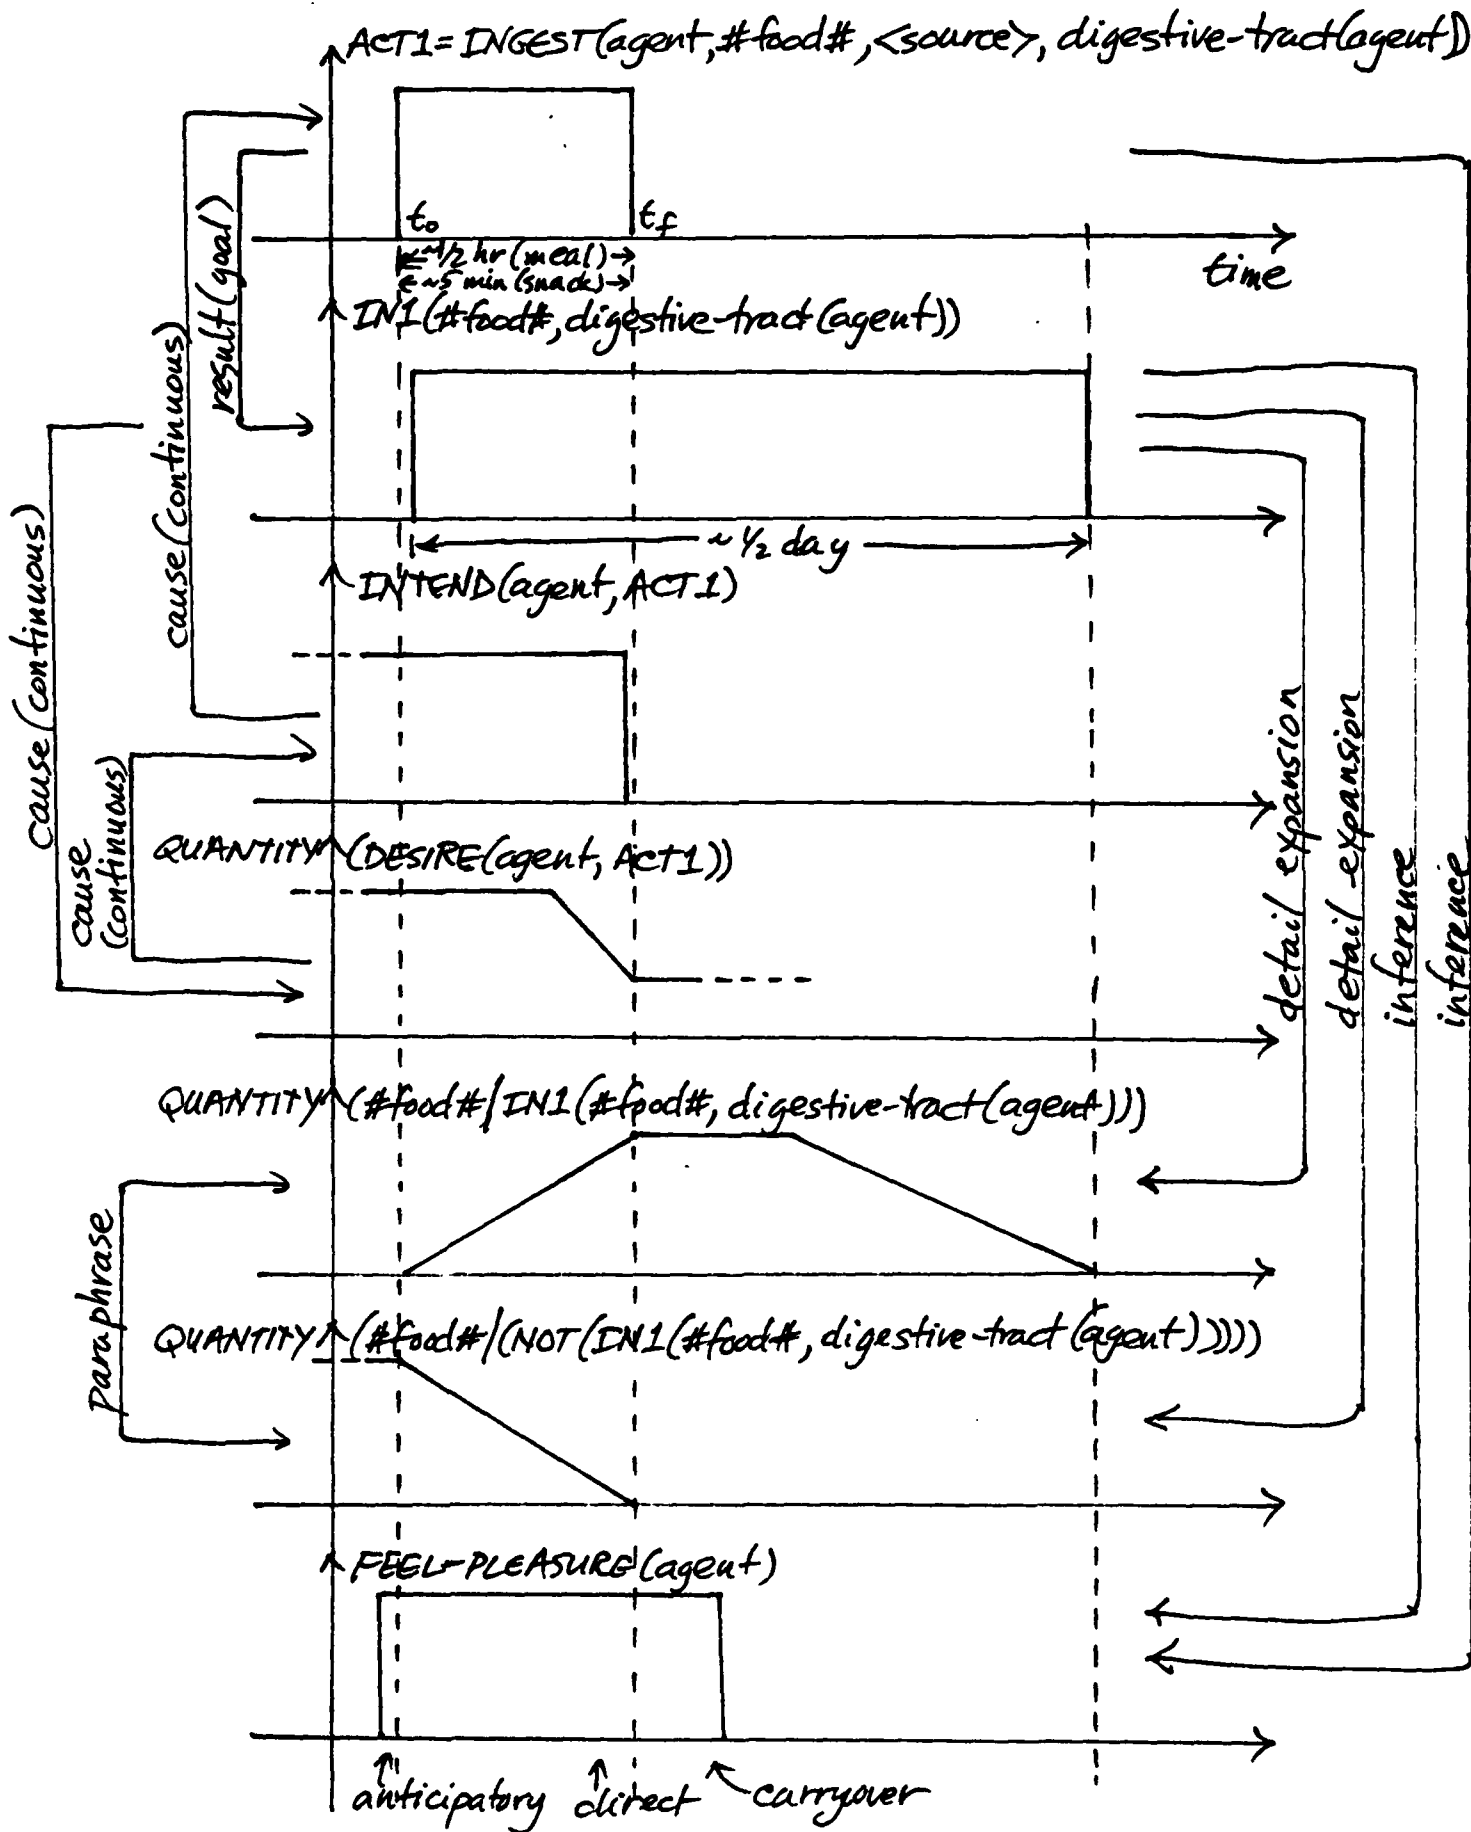 ACT1=INGEST(agent,#food#,<source>, digestive-tract(agent))
t₀
t_f
~1/2 hr (meal)
~5 min (snack)
time
IN1(#food#,digestive-tract(agent))
result(goal)
cause(continuous)
cause(continuous)
~ 1/2 day
INTEND(agent,ACT1)
cause
(continuous)
QUANTITY (DESIRE(agent, ACT1))
detail expansion
detail expansion
inference
inference
QUANTITY (#food#/IN1(#food#, digestive-tract(agent)))
paraphrase
QUANTITY (#food#/(NOT(IN1(#food#, digestive-tract(agent)))))
FEEL-PLEASURE(agent)
anticipatory direct carryover